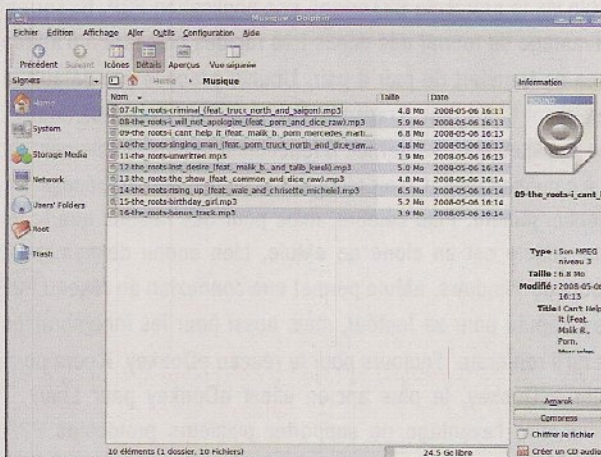 Musique - Dolphin
Fichier Edition Affichage Aller Outils Configuration Aide
Précédent Suivant Icônes Détails Aperçus Vue séparée
Signets
Home Musique
Information
Home
System
Storage Media
Network
Users' Folders
Root
Trash
Nom Taille Date
07-the_roots-criminal_(feat._truck_north_and_saigon).mp3 4.8 Mo 2008-05-06 16:13
08-the_roots-i_will_not_apologize_(feat._porn_and_dice_raw).mp3 5.9 Mo 2008-05-06 16:13
09-the_roots-i_cant_help_it_(feat._malik_b._porn_mercedes_marti... 6.8 Mo 2008-05-06 16:13
10-the_roots-singing_man_(feat._porn_truck_north_and_dice_raw... 4.8 Mo 2008-05-06 16:13
11-the_roots-unwritten.mp3 1.9 Mo 2008-05-06 16:13
12-the_roots-lost_desire_(feat._malik_b._and_talib_kweli).mp3 5.0 Mo 2008-05-06 16:14
13-the_roots-the_show_(feat._common_and_dice_raw).mp3 4.8 Mo 2008-05-06 16:14
14-the_roots-rising_up_(feat._wale_and_chrisette_michele).mp3 6.5 Mo 2008-05-06 16:14
15-the_roots-birthday_girl.mp3 5.2 Mo 2008-05-06 16:14
16-the_roots-bonus_track.mp3 3.9 Mo 2008-05-06 16:14
09-the_roots-i_cant_
Type : Son MPEG
niveau 3
Taille : 6.8 Mo
Modifié : 2008-05-0
16:13
Title : I Can't Help
It (Feat.
Malik B.,
Porn,
Mercedes
Amarok
Compress
Chiffrer le fichier
Créer un CD audio
10 éléments (1 dossier, 10 fichiers)
24.5 Go libre